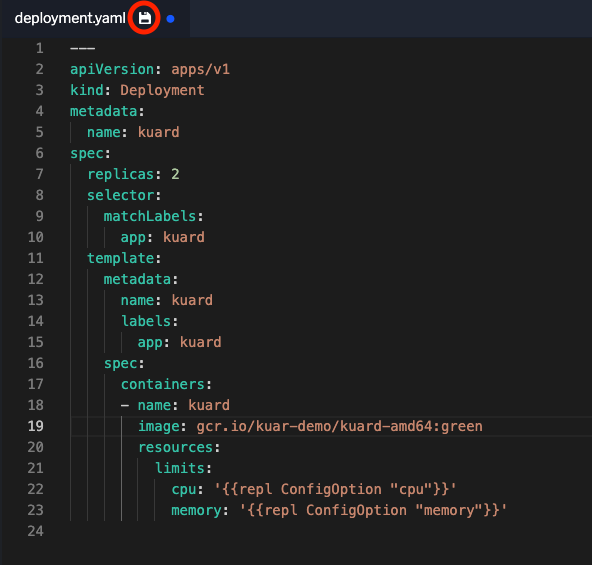 deployment.yaml
1 ---
2 apiVersion: apps/v1
3 kind: Deployment
4 metadata:
5   name: kuard
6 spec:
7   replicas: 2
8   selector:
9     matchLabels:
10       app: kuard
11   template:
12     metadata:
13       name: kuard
14       labels:
15         app: kuard
16     spec:
17       containers:
18       - name: kuard
19         image: gcr.io/kuar-demo/kuard-amd64:green
20         resources:
21           limits:
22             cpu: '{{repl ConfigOption "cpu"}}'
23             memory: '{{repl ConfigOption "memory"}}'
24